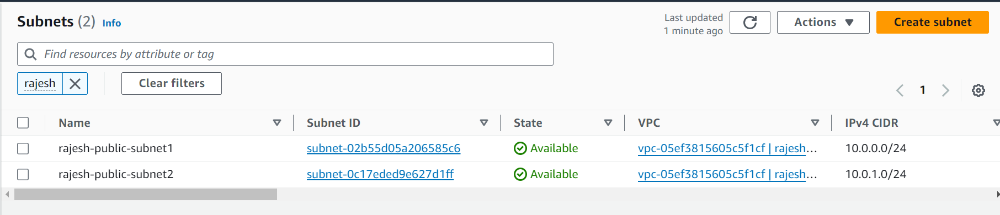 Subnets (2) Info
Last updated
1 minute ago
Actions
Create subnet
Find resources by attribute or tag
rajesh
Clear filters
1
Name Subnet ID State VPC IPv4 CIDR
rajesh-public-subnet1 subnet-02b55d05a206585c6 Available vpc-05ef3815605c5f1cf | rajesh... 10.0.0.0/24
rajesh-public-subnet2 subnet-0c17eded9e627d1ff Available vpc-05ef3815605c5f1cf | rajesh... 10.0.1.0/24